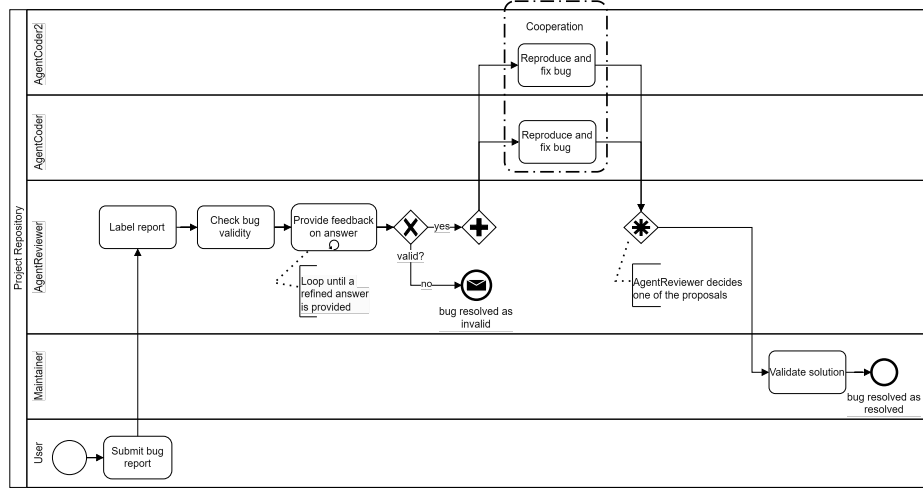 Project Repository
AgentCoder2
Cooperation
Reproduce and
fix bug
AgentCoder
Reproduce and
fix bug
AgentReviewer
Label report
Check bug
validity
Provide feedback
on answer
Loop until a
refined answer
is provided
valid?
yes
no
bug resolved as
invalid
AgentReviewer decides
one of the proposals
Maintainer
Validate solution
bug resolved as
resolved
User
Submit bug
report